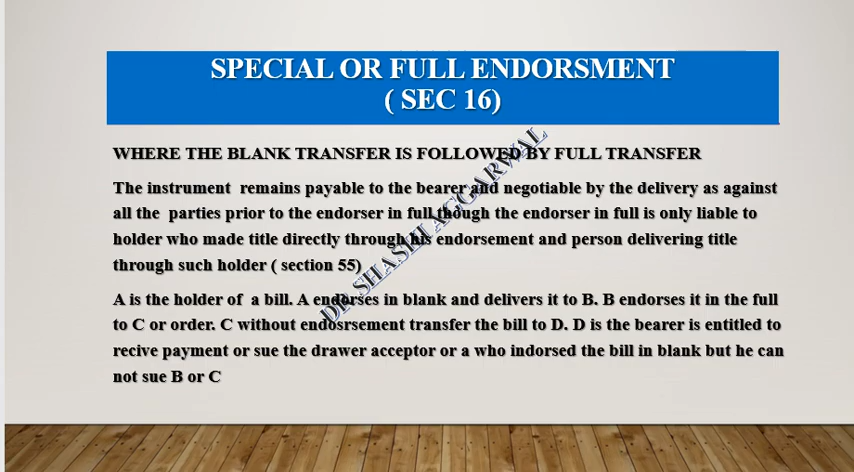 SPECIAL OR FULL ENDORSMENT
( SEC 16)
WHERE THE BLANK TRANSFER IS FOLLOWED BY FULL TRANSFER
The instrument remains payable to the bearer and negotiable by the delivery as against
all the parties prior to the endorser in full though the endorser in full is only liable to
holder who made title directly through his endorsement and person delivering title
through such holder ( section 55)
A is the holder of a bill. A endorses in blank and delivers it to B. B endorses it in the full
to C or order. C without endosrsement transfer the bill to D. D is the bearer is entitled to
recive payment or sue the drawer acceptor or a who indorsed the bill in blank but he can
not sue B or C
DR SHASHI AGGARWAL